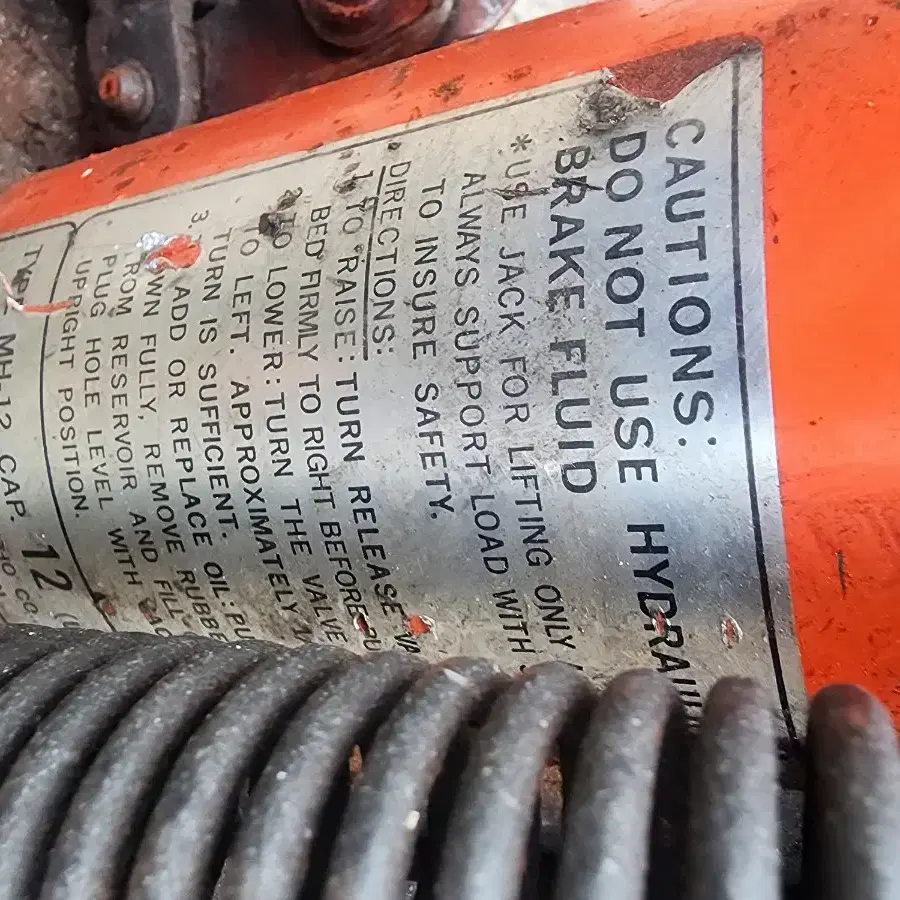 CAUTIONS:
DO NOT USE HYDRAU
BRAKE FLUID
*USE JACK FOR LIFTING ONLY
ALWAYS SUPPORT LOAD WITH
TO INSURE SAFETY.
DIRECTIONS:
1. TO RAISE: TURN RELEASE
BED FIRMLY TO RIGHT BEFORE PU
2. TO LOWER: TURN THE VALVE
TO LEFT. APPROXIMATELY
TURN IS SUFFICIENT.
3. ADD OR REPLACE OIL: PU
OWN FULLY, REMOVE RUBBE
FROM RESERVOIR AND FILL
PLUG HOLE LEVEL WITH
UPRIGHT POSITION.
MH-12 CAP. 12